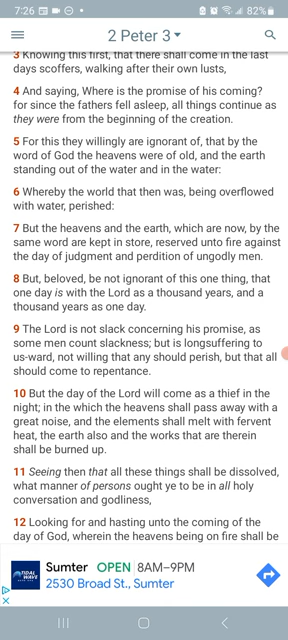 7:26
82%
2 Peter 3
3 Knowing this first, that there shall come in the last
days scoffers, walking after their own lusts,
4 And saying, Where is the promise of his coming?
for since the fathers fell asleep, all things continue as
they were from the beginning of the creation.
5 For this they willingly are ignorant of, that by the
word of God the heavens were of old, and the earth
standing out of the water and in the water:
6 Whereby the world that then was, being overflowed
with water, perished:
7 But the heavens and the earth, which are now, by the
same word are kept in store, reserved unto fire against
the day of judgment and perdition of ungodly men.
8 But, beloved, be not ignorant of this one thing, that
one day is with the Lord as a thousand years, and a
thousand years as one day.
9 The Lord is not slack concerning his promise, as
some men count slackness; but is longsuffering to
us-ward, not willing that any should perish, but that all
should come to repentance.
10 But the day of the Lord will come as a thief in the
night; in the which the heavens shall pass away with a
great noise, and the elements shall melt with fervent
heat, the earth also and the works that are therein
shall be burned up.
11 Seeing then that all these things shall be dissolved,
what manner of persons ought ye to be in all holy
conversation and godliness,
12 Looking for and hasting unto the coming of the
day of God, wherein the heavens being on fire shall be
TIDAL WAVE
Sumter OPEN 8AM–9PM
2530 Broad St., Sumter